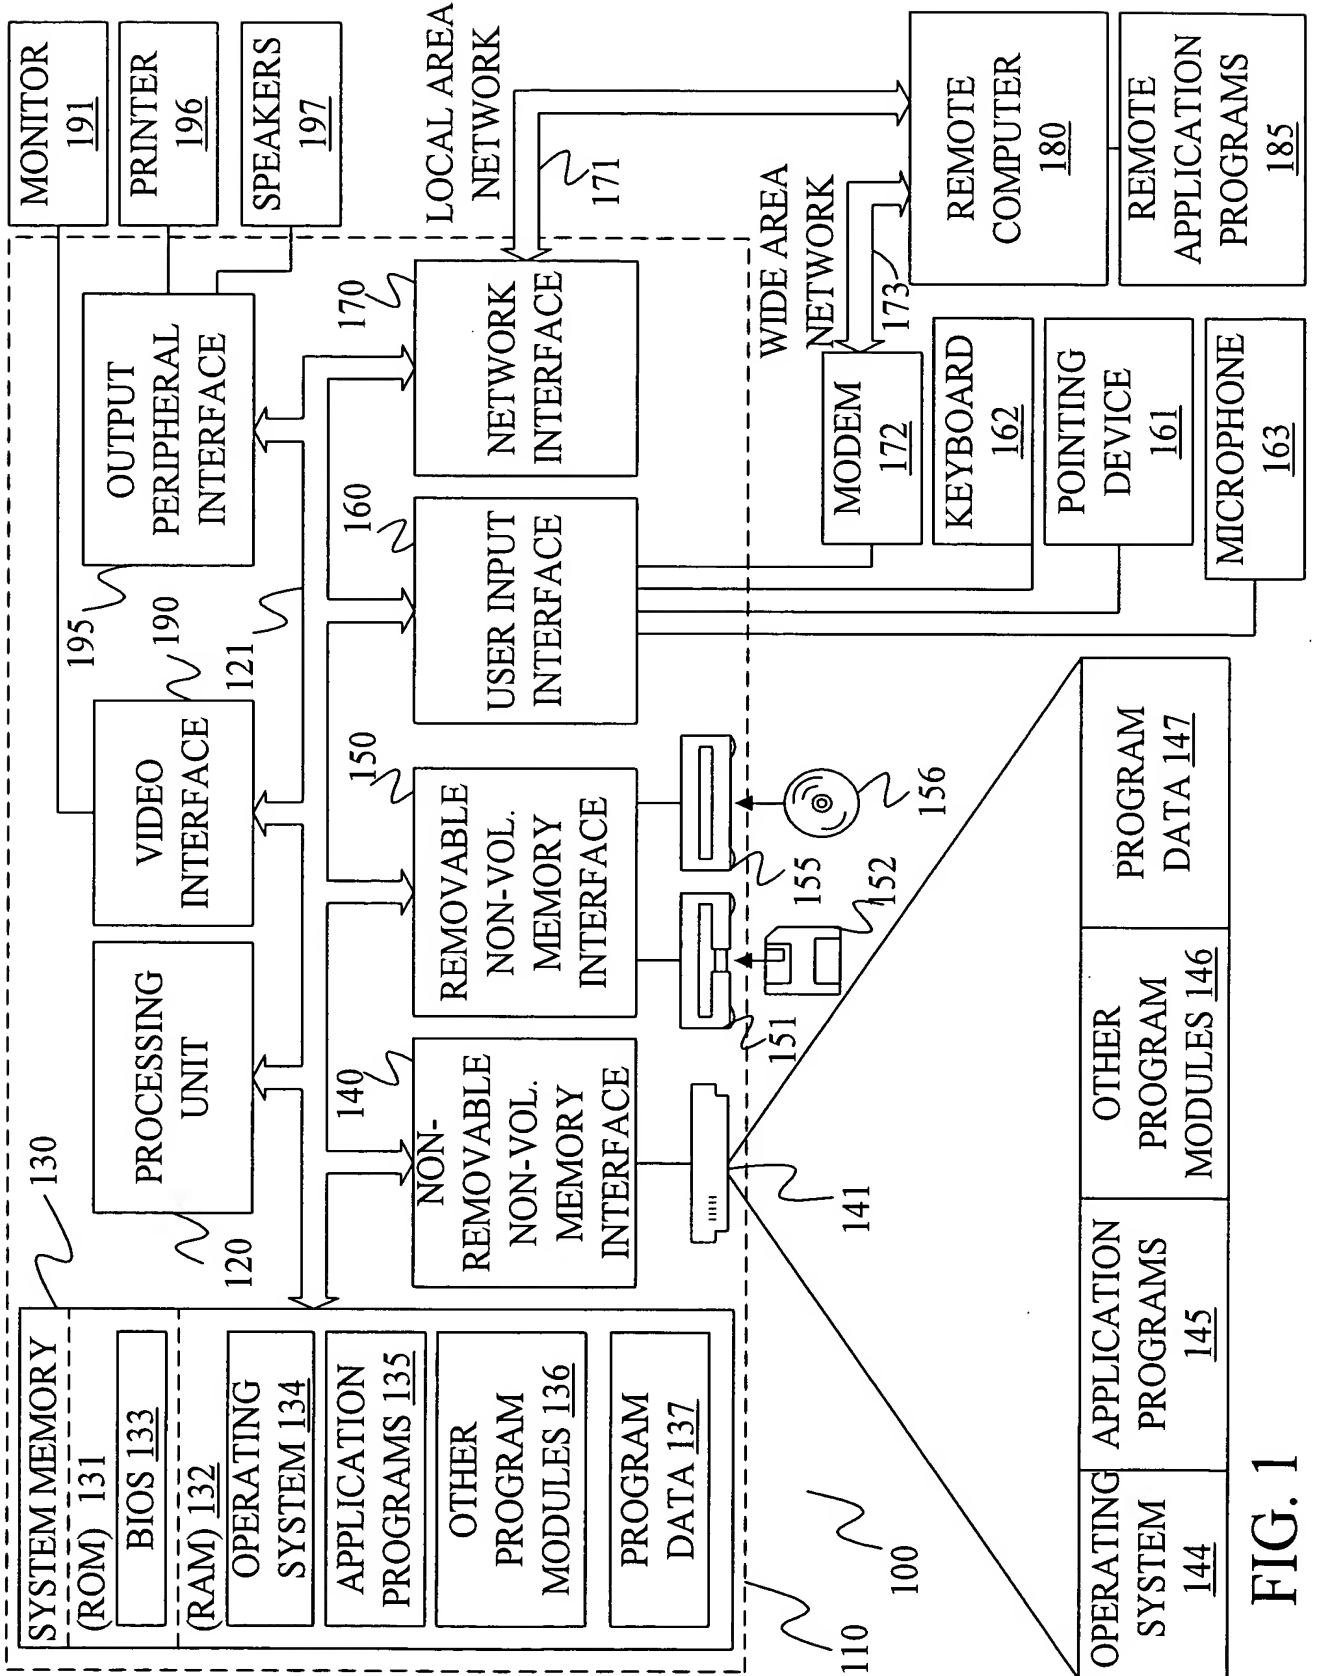 SYSTEM MEMORY
(ROM) 131
BIOS 133
(RAM) 132
OPERATING
SYSTEM 134
APPLICATION
PROGRAMS 135
OTHER
PROGRAM
MODULES 136
PROGRAM
DATA 137
130
PROCESSING
UNIT
120
VIDEO
INTERFACE
190
121
OUTPUT
PERIPHERAL
INTERFACE
195
MONITOR
191
PRINTER
196
SPEAKERS
197
NON-
REMOVABLE
NON-VOL.
MEMORY
INTERFACE
140
REMOVABLE
NON-VOL.
MEMORY
INTERFACE
150
USER INPUT
INTERFACE
160
NETWORK
INTERFACE
170
LOCAL AREA
NETWORK
171
WIDE AREA
NETWORK
173
141
151
152
155
156
MODEM
172
KEYBOARD
162
POINTING
DEVICE
161
MICROPHONE
163
REMOTE
COMPUTER
180
REMOTE
APPLICATION
PROGRAMS
185
110
100
OPERATING
SYSTEM
144
APPLICATION
PROGRAMS
145
OTHER
PROGRAM
MODULES 146
PROGRAM
DATA 147
FIG. 1